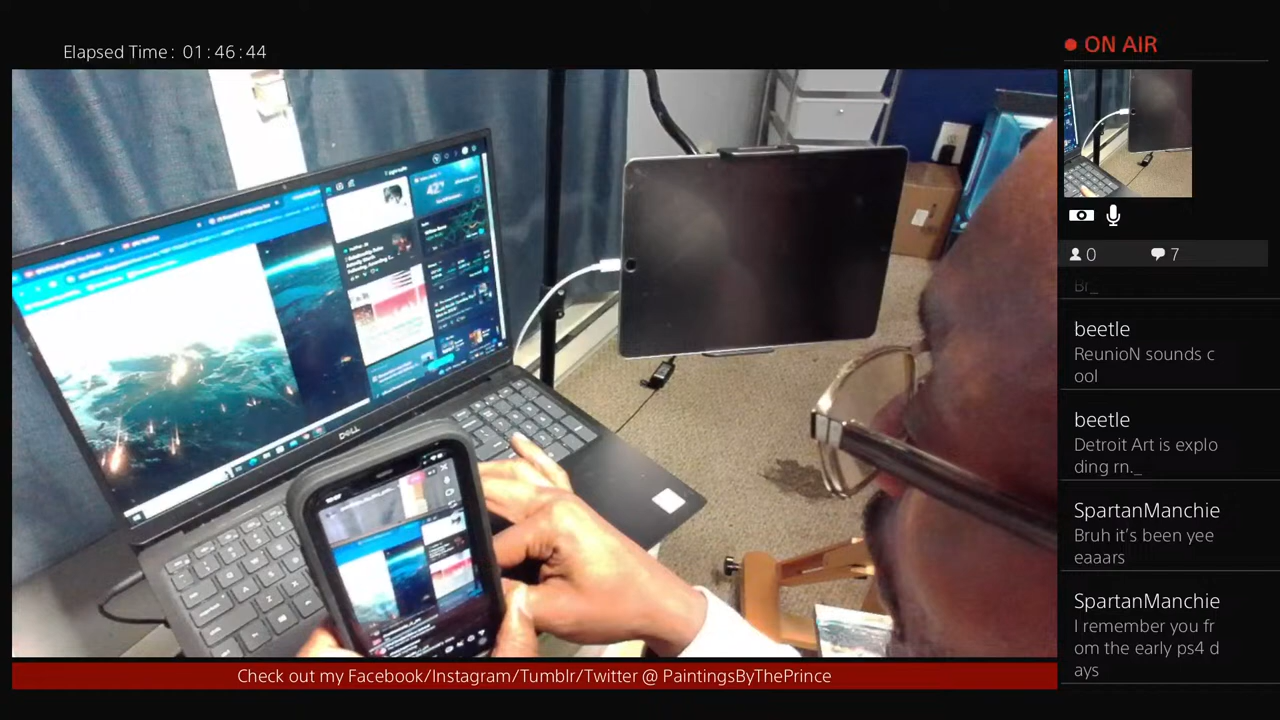 Elapsed Time: 01:46:44
ON AIR
0
7
Br_
beetle
ReunioN sounds c
ool
beetle
Detroit Art is explo
ding rn._
SpartanManchie
Bruh it's been yee
eaaars
SpartanManchie
I remember you fr
om the early ps4 d
ays
42°
DELL
Check out my Facebook/Instagram/Tumblr/Twitter @ PaintingsByThePrince